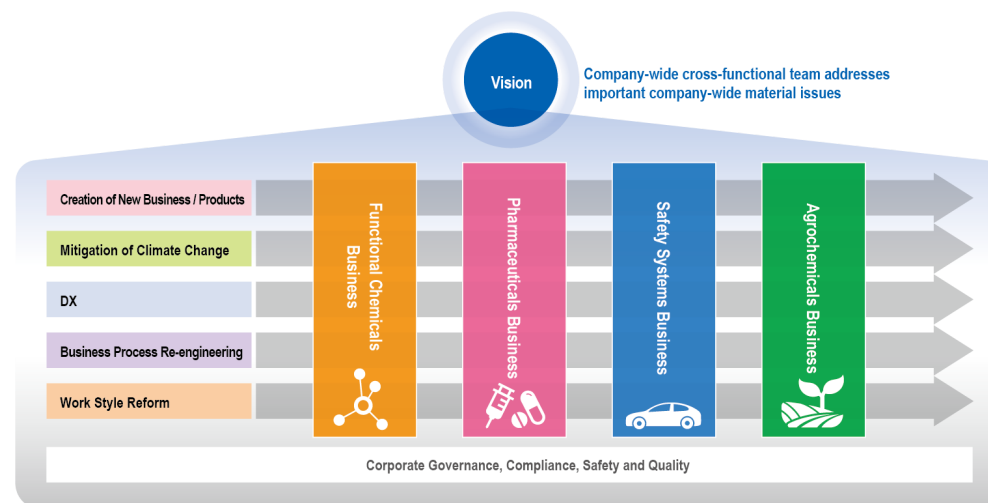 Vision
Company-wide cross-functional team addresses
important company-wide material issues
Creation of New Business / Products
Mitigation of Climate Change
DX
Business Process Re-engineering
Work Style Reform
Functional Chemicals
Business
Pharmaceuticals Business
Safety Systems Business
Agrochemicals Business
Corporate Governance, Compliance, Safety and Quality